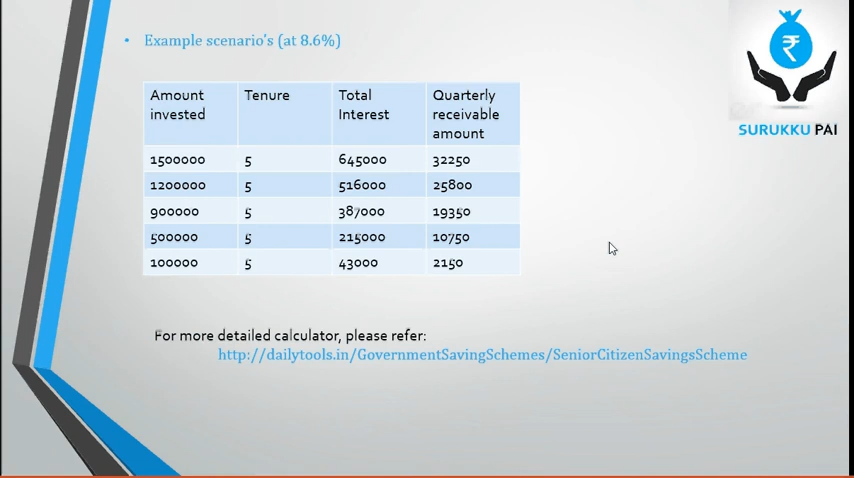 • Example scenario's (at 8.6%)
Amount invested Tenure Total Interest Quarterly receivable amount
1500000 5 645000 32250
1200000 5 516000 25800
900000 5 387000 19350
500000 5 215000 10750
100000 5 43000 2150
For more detailed calculator, please refer:
http://dailytools.in/GovernmentSavingSchemes/SeniorCitizenSavingsScheme
₹
SURUKKU PAI